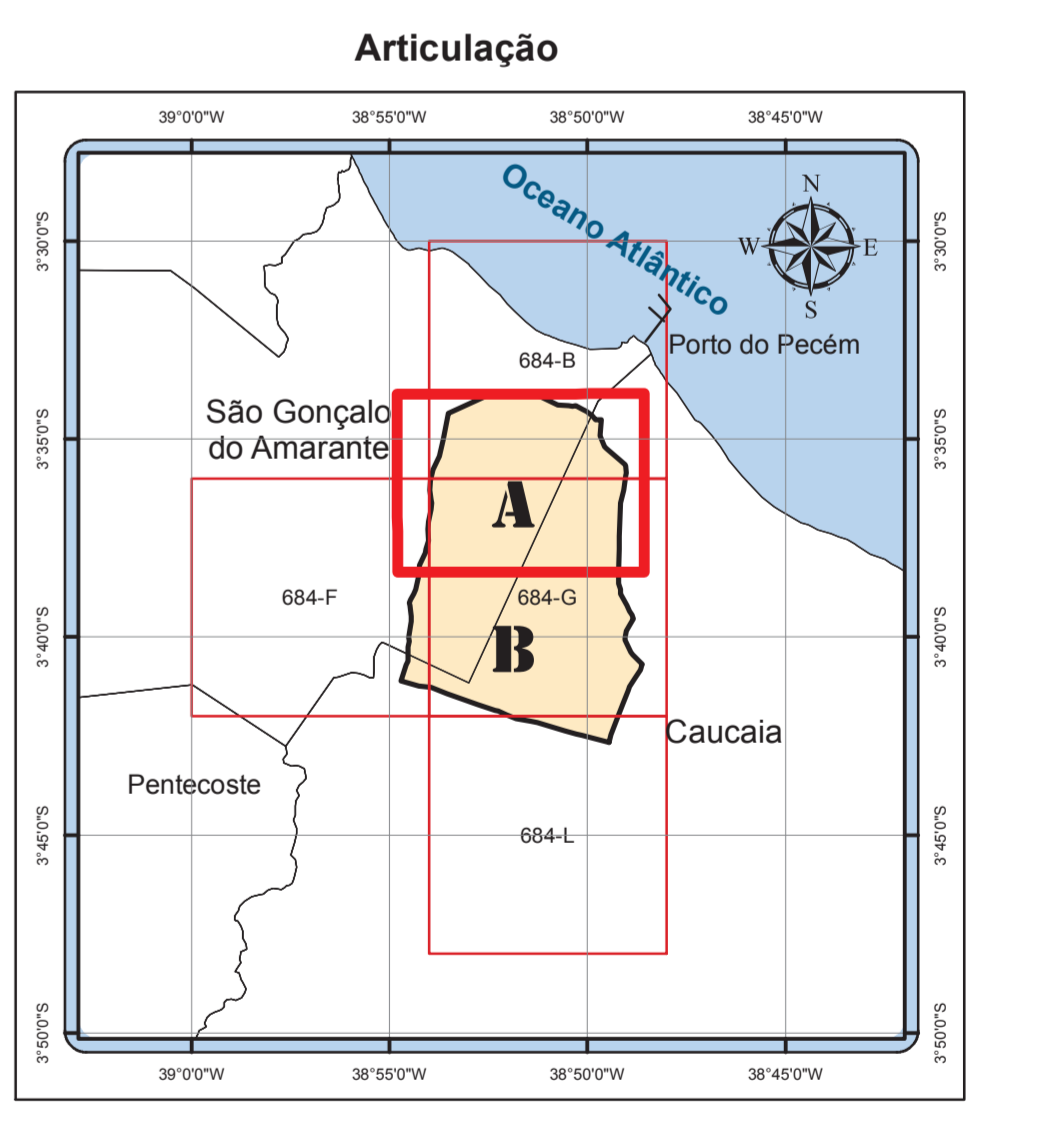 Articulação
39°0'0"W
38°55'0"W
38°50'0"W
38°45'0"W
Oceano Atlântico
N
W
E
S
3°30'0"S
3°30'0"S
Porto do Pecém
684-B
São Gonçalo
do Amarante
3°35'0"S
3°35'0"S
A
684-F
684-G
3°40'0"S
3°40'0"S
B
Caucaia
Pentecoste
3°45'0"S
684-L
3°45'0"S
3°50'0"S
3°50'0"S
39°0'0"W
38°55'0"W
38°50'0"W
38°45'0"W